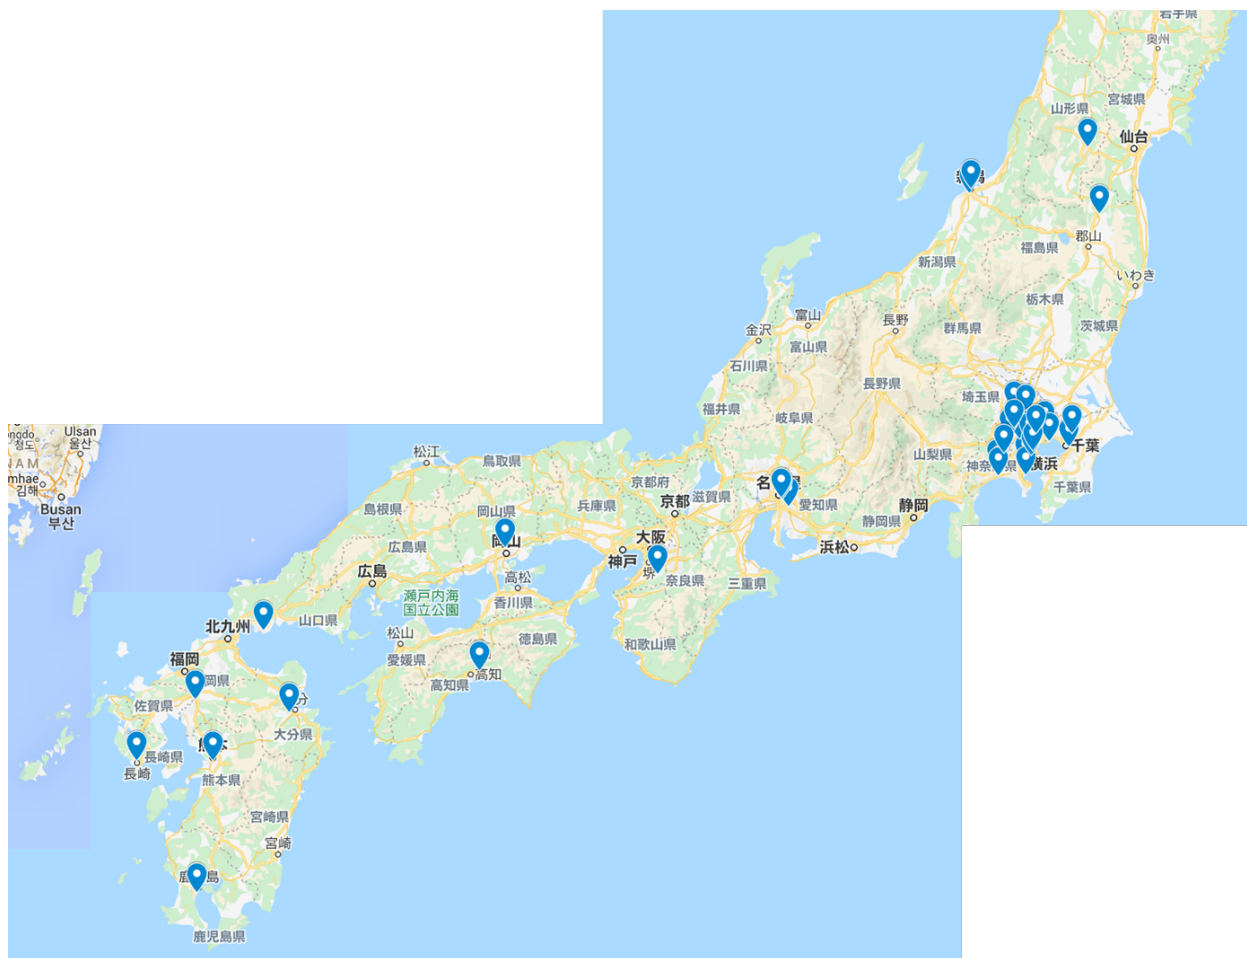 岩手県
奥州
宮城県
山形県
仙台
郡山
福島県
新潟県
いわき
栃木県
富山
長野
群馬県
茨城県
金沢
富山県
石川県
長野県
埼玉県
福井県
岐阜県
Ulsan
울산
千葉
松江
鳥取県
山梨県
横浜
京都府
滋賀県
神奈
県
千葉県
김해
岡山県
兵庫県
京都
愛知県
静岡
Busan
부산
島根県
静岡県
広島県
大阪
浜松
神戸
広島
高松
堺
奈良県
三重県
瀬戸内海
国立公園
香川県
山口県
北九州
松山
徳島県
和歌山県
福岡
愛媛県
高知
高知県
岡県
佐賀県
分
大分県
長崎県
長崎
熊本県
宮崎県
宮崎
島
鹿児島県